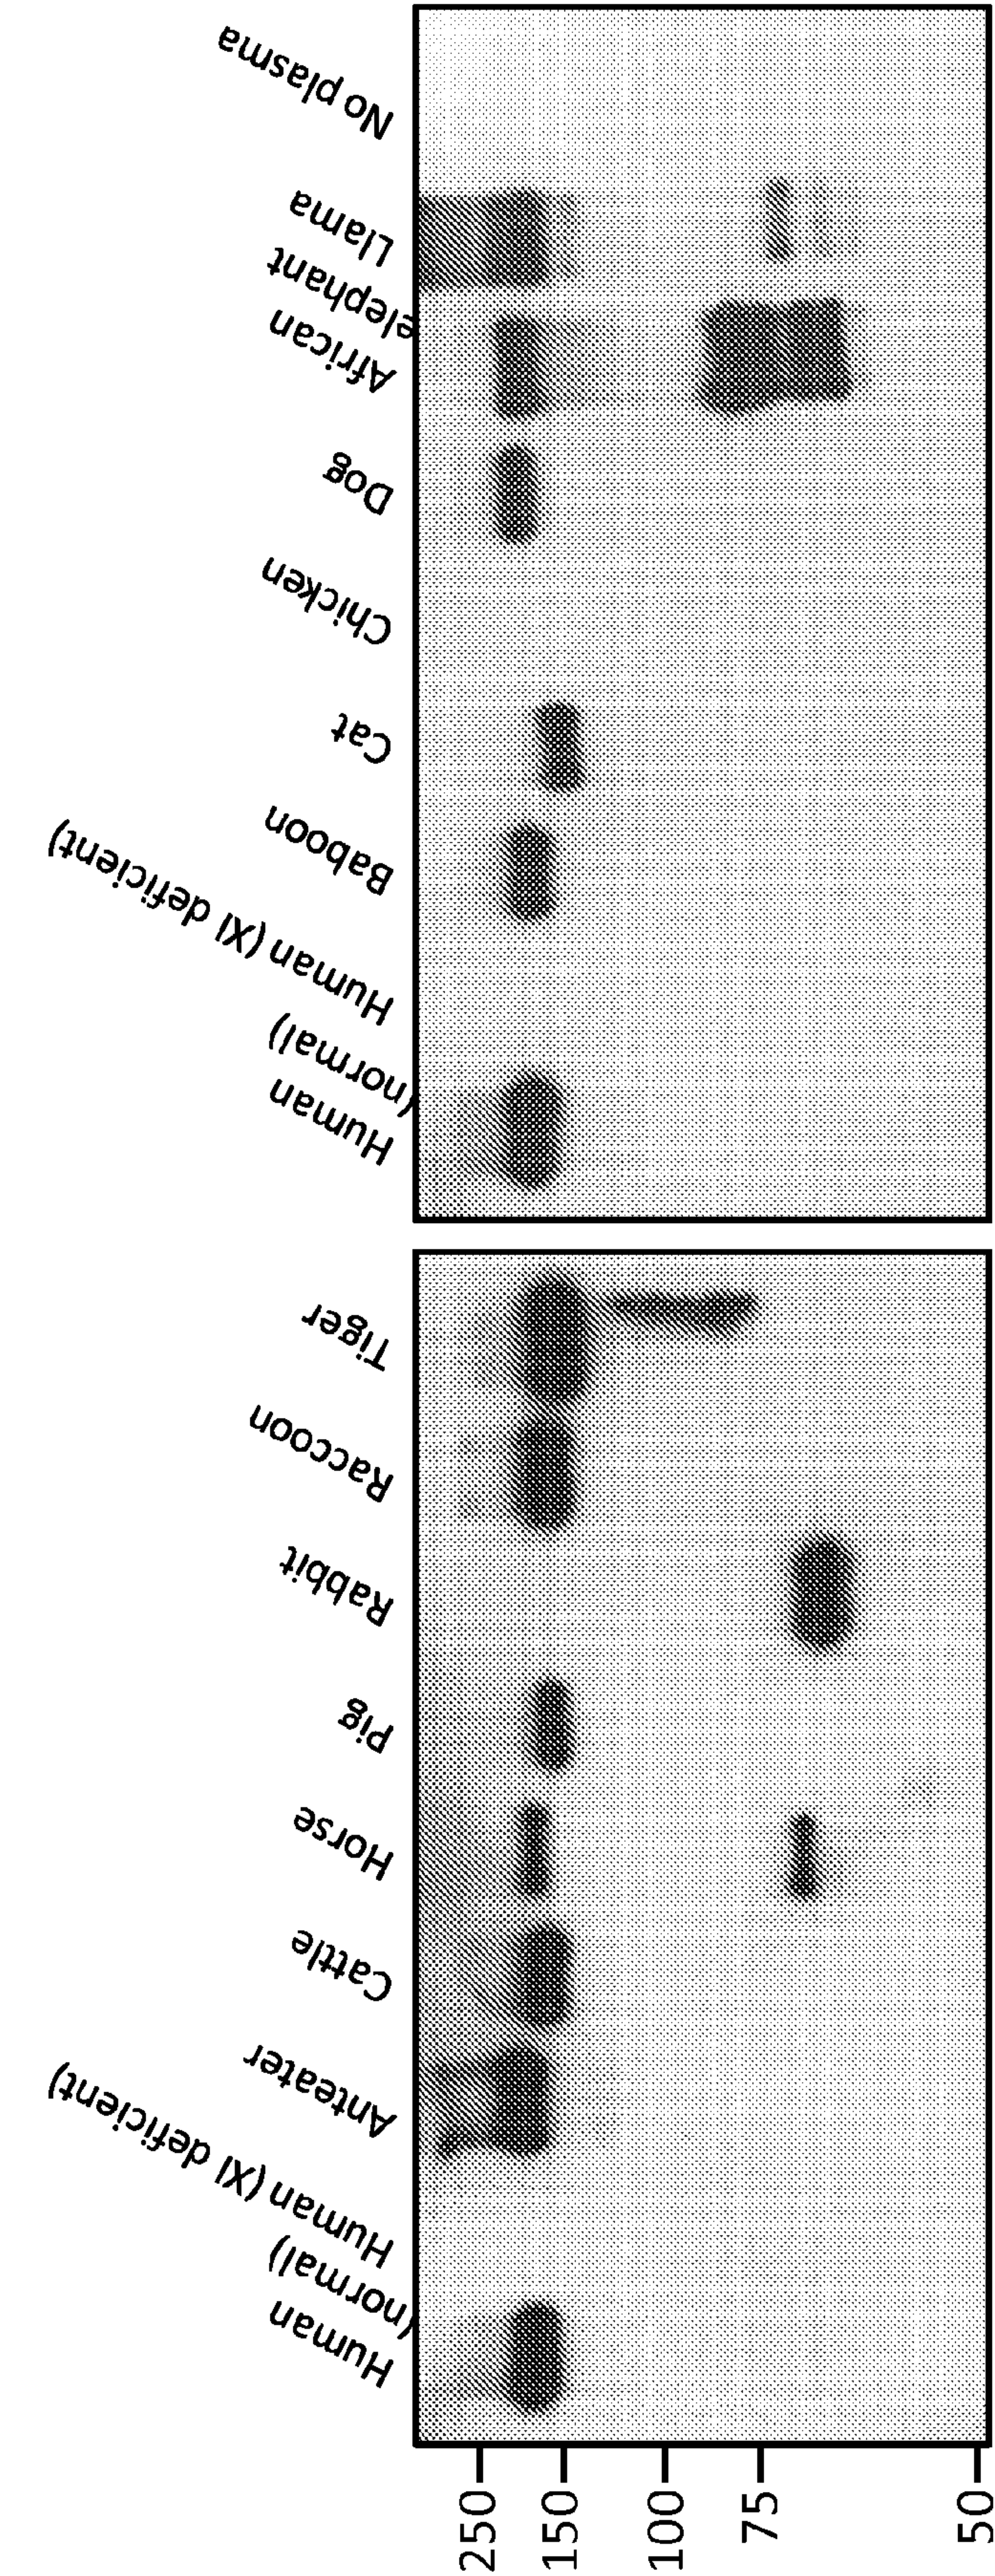 No plasma
Llama
African
elephant
Dog
Chicken
Cat
Baboon
Human (XI deficient)
Human
(normal)
Tiger
Raccoon
Rabbit
Pig
Horse
Cattle
Anteater
Human (XI deficient)
Human
(normal)
250
150
100
75
50